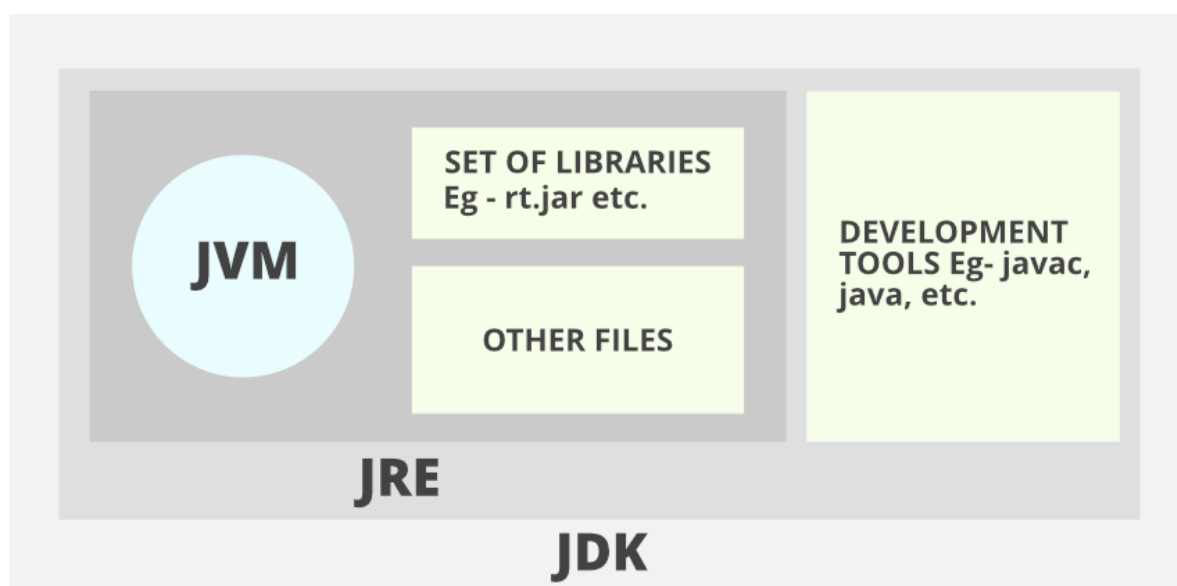 JVM
SET OF LIBRARIES
Eg - rt.jar etc.
OTHER FILES
DEVELOPMENT
TOOLS Eg- javac,
java, etc.
JRE
JDK